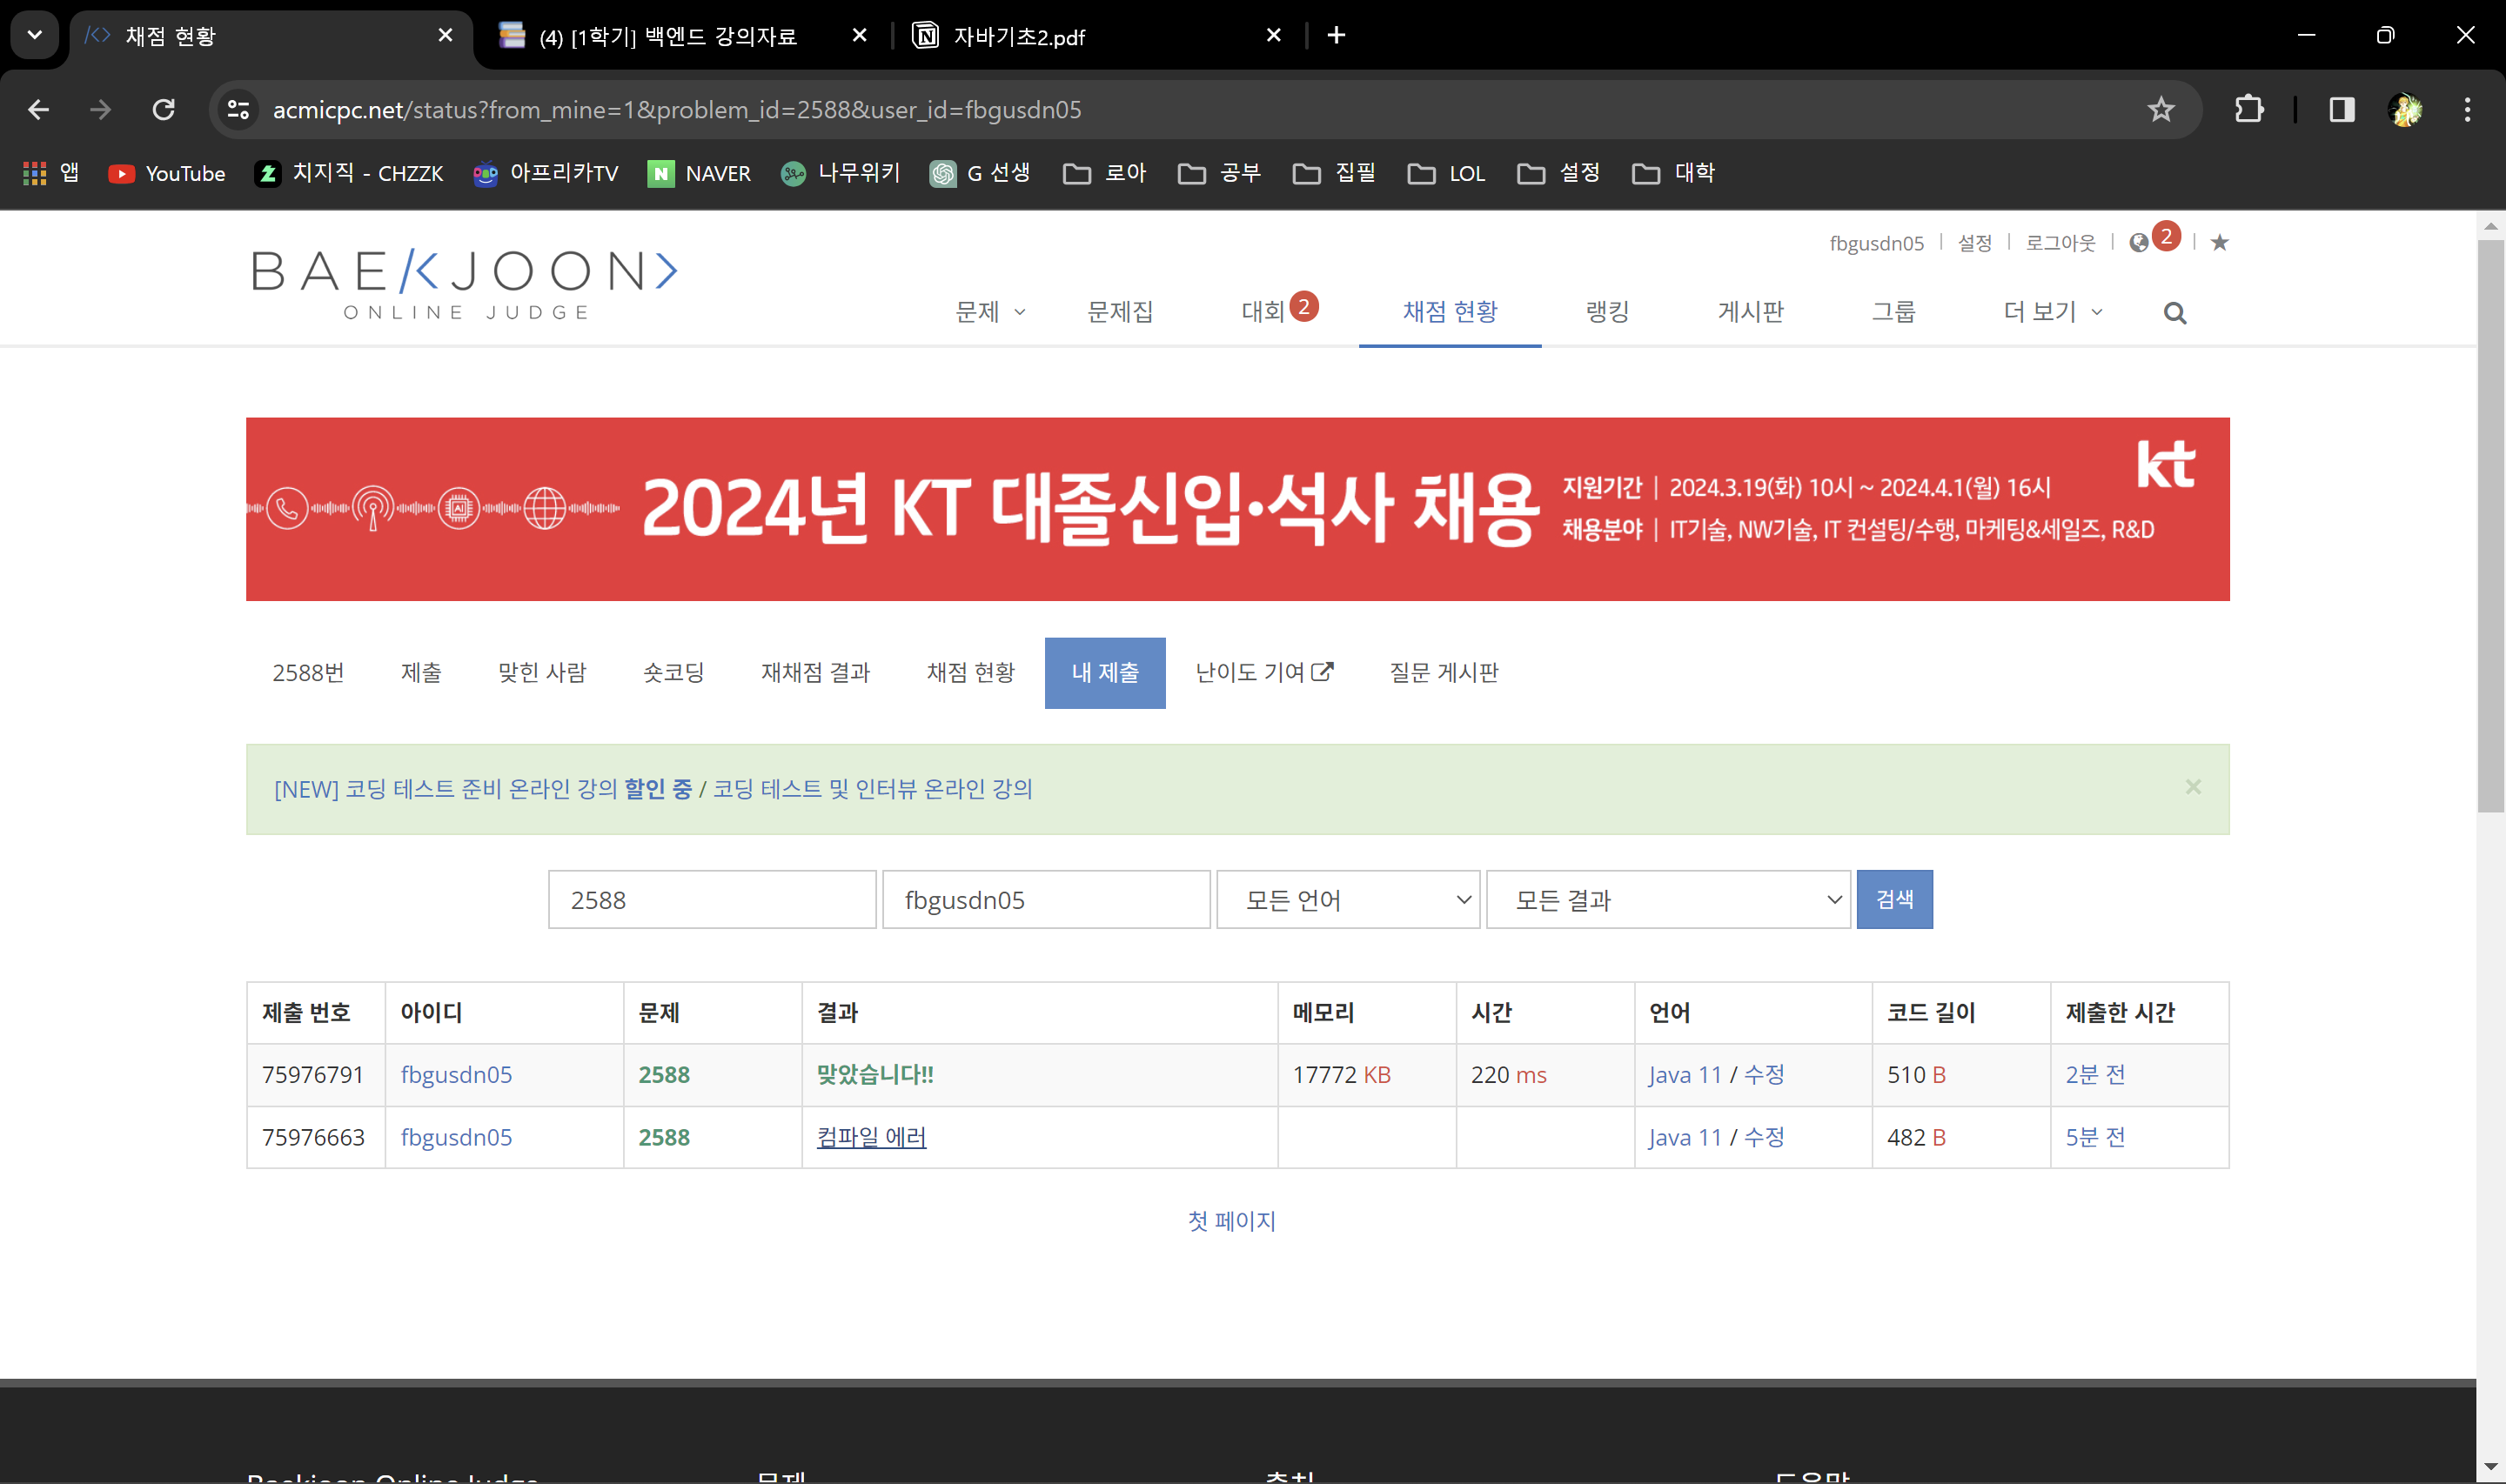 채점 현황
(4) [1학기] 백엔드 강의자료
자바기초2.pdf
acmicpc.net/status?from_mine=1&problem_id=2588&user_id=fbgusdn05
앱 YouTube 치지직 - CHZZK 아프리카TV NAVER 나무위키 G 선생 로아 공부 집필 LOL 설정 대학
fbgusdn05 설정 로그아웃 2
BAEKJOON>
ONLINE JUDGE
문제 문제집 대회 2 채점 현황 랭킹 게시판 그룹 더 보기
2024년 KT 대졸신입·석사 채용
지원기간 | 2024.3.19(화) 10시 ~ 2024.4.1(월) 16시
채용분야 | IT기술, NW기술, IT 컨설팅/수행, 마케팅&세일즈, R&D
kt
AI
2588번 제출 맞힌 사람 숏코딩 재채점 결과 채점 현황 내 제출 난이도 기여 질문 게시판
[NEW] 코딩 테스트 준비 온라인 강의 할인 중 / 코딩 테스트 및 인터뷰 온라인 강의
2588 fbgusdn05 모든 언어 모든 결과 검색
제출 번호 아이디 문제 결과 메모리 시간 언어 코드 길이 제출한 시간
75976791 fbgusdn05 2588 맞았습니다!! 17772 KB 220 ms Java 11 / 수정 510 B 2분 전
75976663 fbgusdn05 2588 컴파일 에러 Java 11 / 수정 482 B 5분 전
첫 페이지
Baekjoon Online Judge 문제 출처 도움말